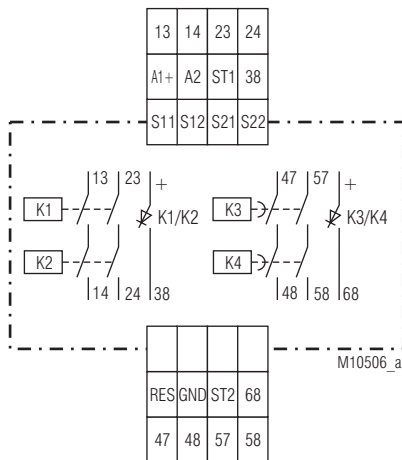 13 14 23 24
A1+ A2 ST1 38
S11 S12 S21 S22
13 23 + 47 57 +
K1 K1/K2 K3 K3/K4
K2 K4
14 24 38 48 58 68
M10506_a
RES GND ST2 68
47 48 57 58